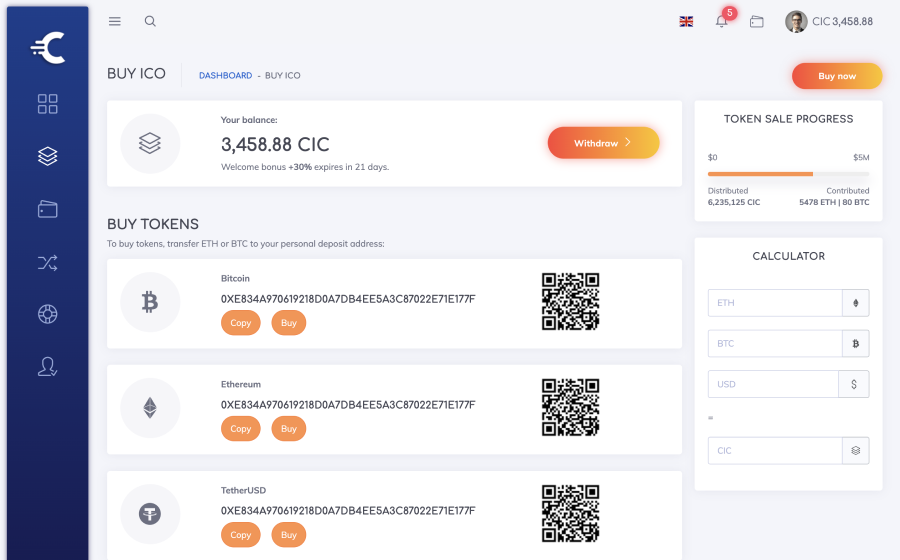 5
CIC 3,458.88
BUY ICO
DASHBOARD - BUY ICO
Buy now
Your balance:
3,458.88 CIC
Welcome bonus +30% expires in 21 days.
Withdraw
BUY TOKENS
To buy tokens, transfer ETH or BTC to your personal deposit address:
Bitcoin
0XE834A970619218D0A7DB4EE5A3C87022E71E177F
Copy Buy
Ethereum
0XE834A970619218D0A7DB4EE5A3C87022E71E177F
Copy Buy
TetherUSD
0XE834A970619218D0A7DB4EE5A3C87022E71E177F
Copy Buy
TOKEN SALE PROGRESS
$0 $5M
Distributed Contributed
6,235,125 CIC 5478 ETH | 80 BTC
CALCULATOR
ETH
BTC
USD $
=
CIC